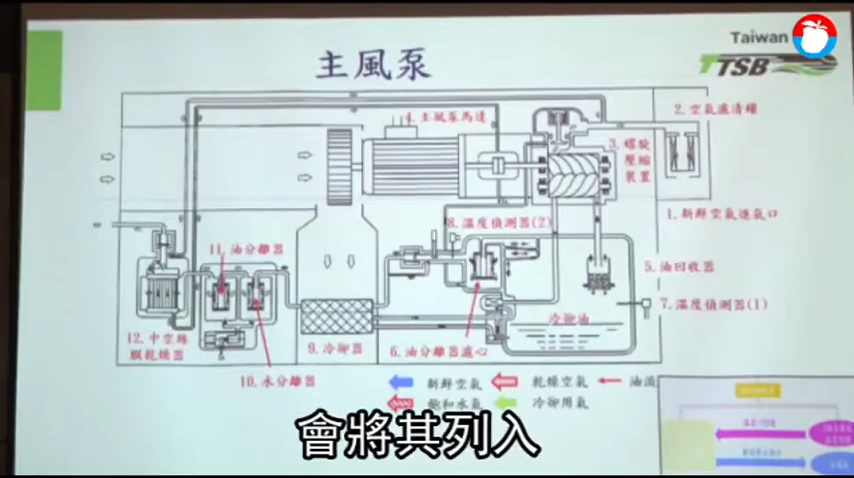 主風泵
Taiwan
TTSB
4.主風泵馬達
2.空氣濾清罐
3.螺旋
壓縮
裝置
1.新鮮空氣進氣口
8.溫度偵測器(2)
11.油分離器
5.油回收器
7.溫度偵測器(1)
冷卻油
12.中空絲
膜乾燥器
9.冷卻器
6.油分離器濾心
10.水分離器
新鮮空氣
乾燥空氣
油流
飽和水氣
冷卻用氣
會將其列入